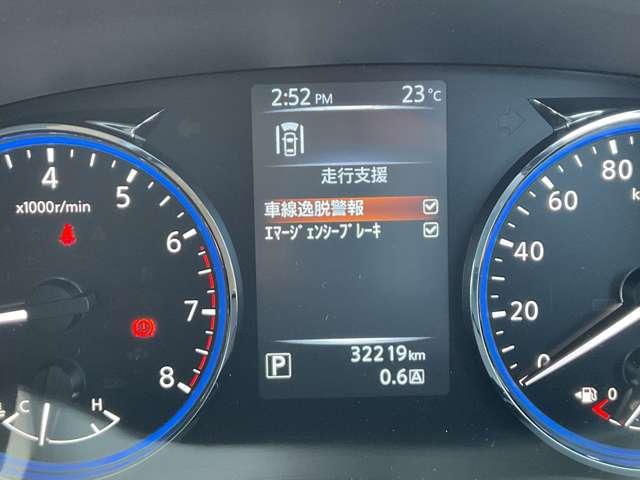 2:52 PM 23℃
走行支援
車線逸脱警報
ｴﾏｰｼﾞｪﾝｼｰﾌﾞﾚｰｷ
P 32219km
0.6 A
4
x1000r/min 5
6
7
8
C H
80
60
40
20
0
0